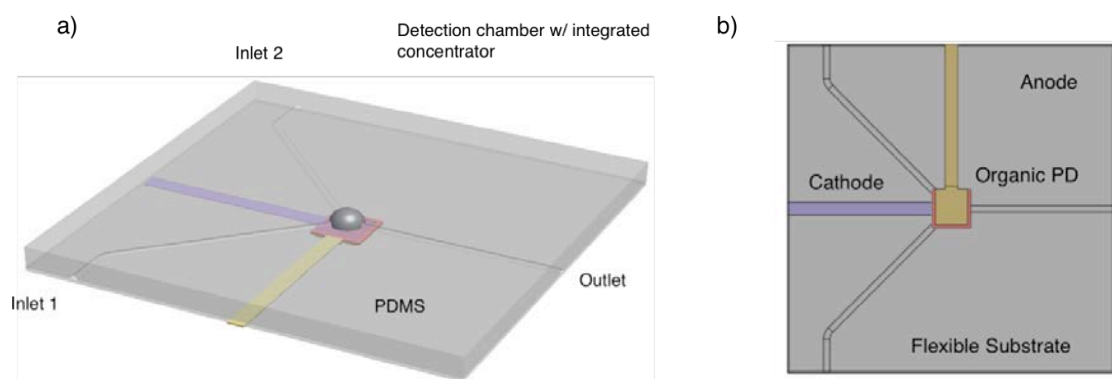 a)
Inlet 2
Detection chamber w/ integrated
concentrator
Inlet 1
PDMS
Outlet
b)
Anode
Organic PD
Cathode
Flexible Substrate